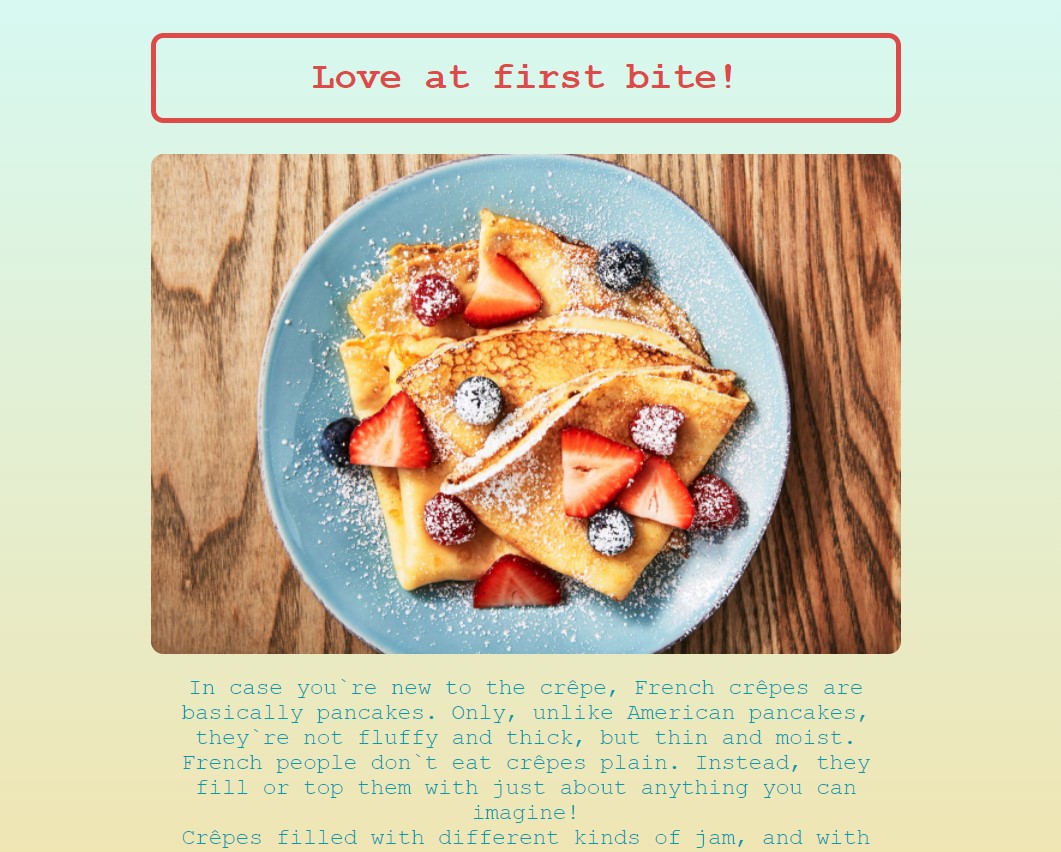 Love at first bite!
In case you`re new to the crêpe, French crêpes are
basically pancakes. Only, unlike American pancakes,
they`re not fluffy and thick, but thin and moist.
French people don`t eat crêpes plain. Instead, they
fill or top them with just about anything you can
imagine!
Crêpes filled with different kinds of jam, and with